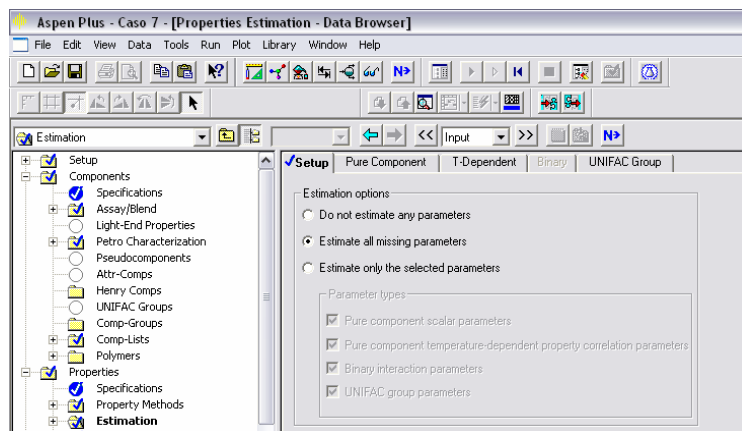 Aspen Plus - Caso 7 - [Properties Estimation - Data Browser]
File Edit View Data Tools Run Plot Library Window Help
N>
Estimation
<< Input >> N>
Setup
Components
Specifications
Assay/Blend
Light-End Properties
Petro Characterization
Pseudocomponents
Attr-Comps
Henry Comps
UNIFAC Groups
Comp-Groups
Comp-Lists
Polymers
Properties
Specifications
Property Methods
Estimation
Setup Pure Component T-Dependent Binary UNIFAC Group
Estimation options
Do not estimate any parameters
Estimate all missing parameters
Estimate only the selected parameters
Parameter types
Pure component scalar parameters
Pure component temperature-dependent property correlation parameters
Binary interaction parameters
UNIFAC group parameters